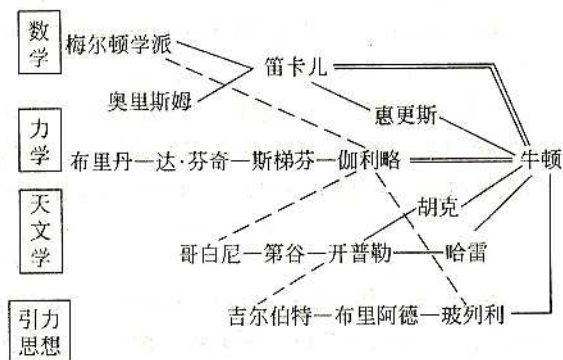 数学
梅尔顿学派
笛卡儿
奥里斯姆
惠更斯
力学
布里丹—达·芬奇—斯梯芬—伽利略
牛顿
天文学
胡克
哥白尼—第谷—开普勒—哈雷
引力思想
吉尔伯特—布里阿德—玻列利